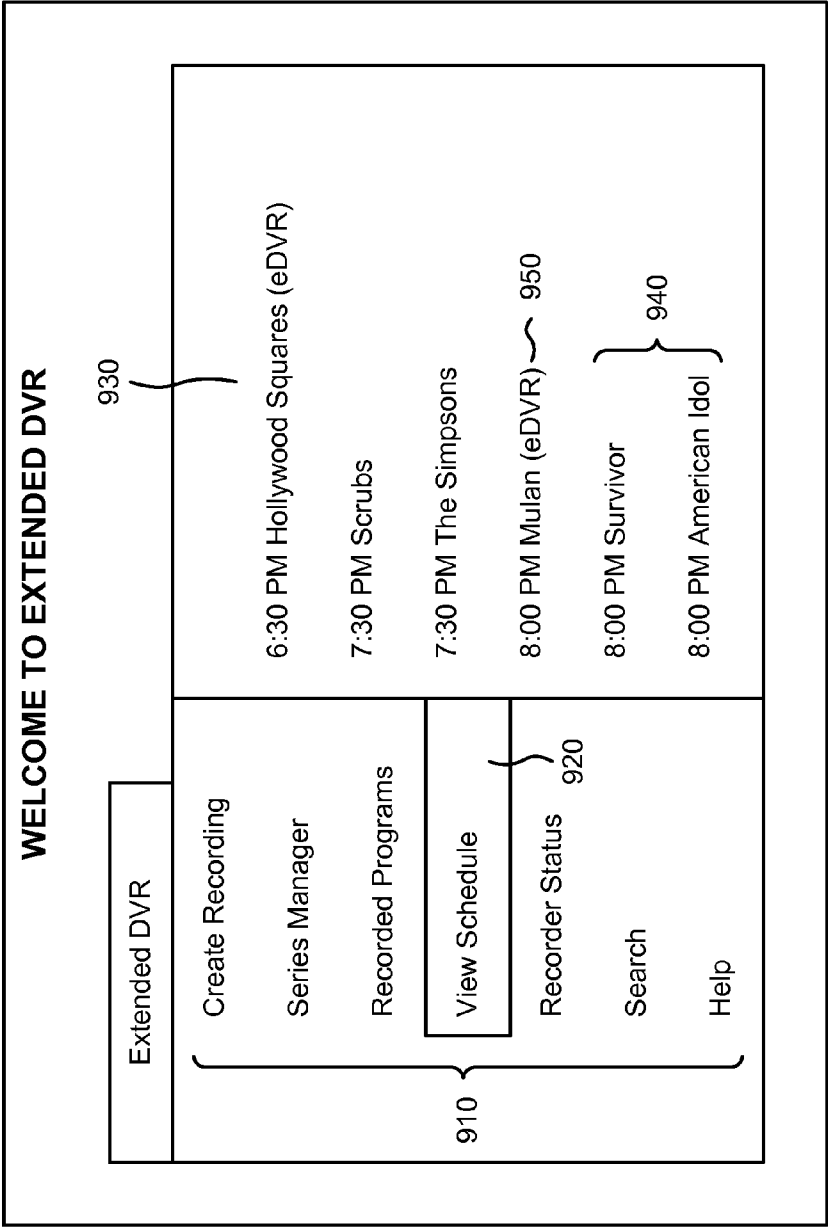 WELCOME TO EXTENDED DVR
Extended DVR
910
Create Recording
Series Manager
Recorded Programs
View Schedule
920
Recorder Status
Search
Help
930
6:30 PM Hollywood Squares (eDVR)
7:30 PM Scrubs
7:30 PM The Simpsons
8:00 PM Mulan (eDVR)
950
8:00 PM Survivor
8:00 PM American Idol
940